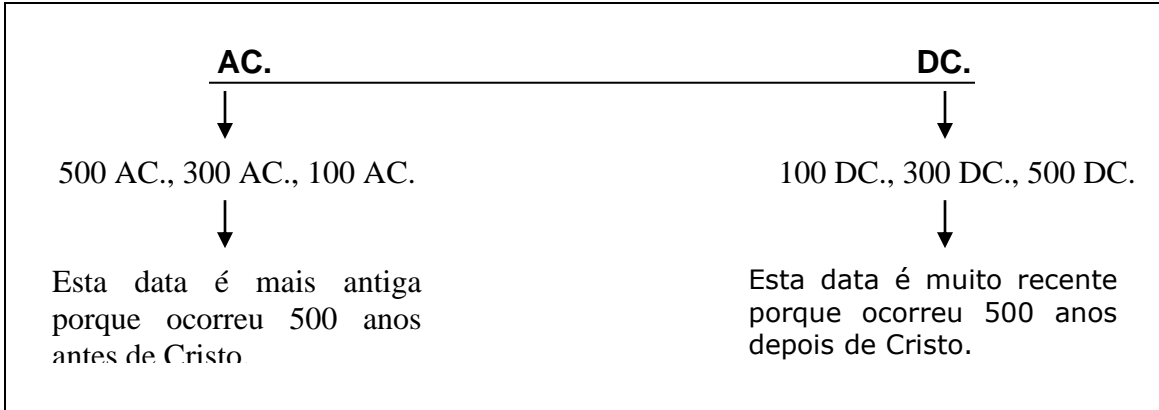 AC. DC.
500 AC., 300 AC., 100 AC. 100 DC., 300 DC., 500 DC.
Esta data é mais antiga
porque ocorreu 500 anos
antes de Cristo
Esta data é muito recente
porque ocorreu 500 anos
depois de Cristo.